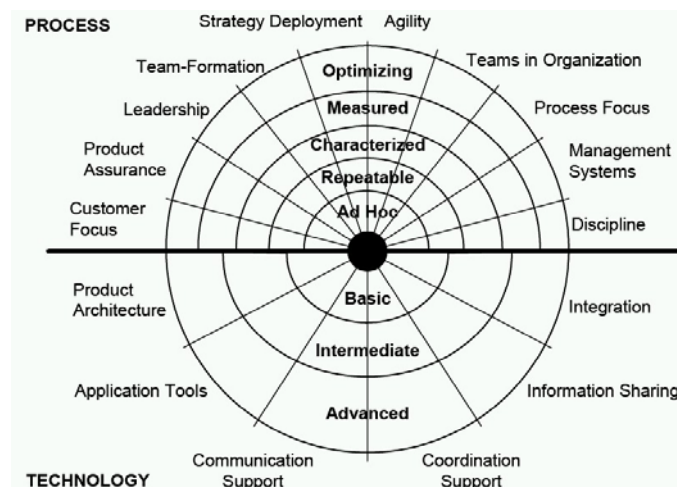 PROCESS
Strategy Deployment
Agility
Team-Formation
Teams in Organization
Optimizing
Leadership
Measured
Process Focus
Product
Assurance
Characterized
Management
Systems
Repeatable
Customer
Focus
Ad Hoc
Discipline
Product
Architecture
Basic
Integration
Intermediate
Application Tools
Information Sharing
Advanced
Communication
Support
Coordination
Support
TECHNOLOGY